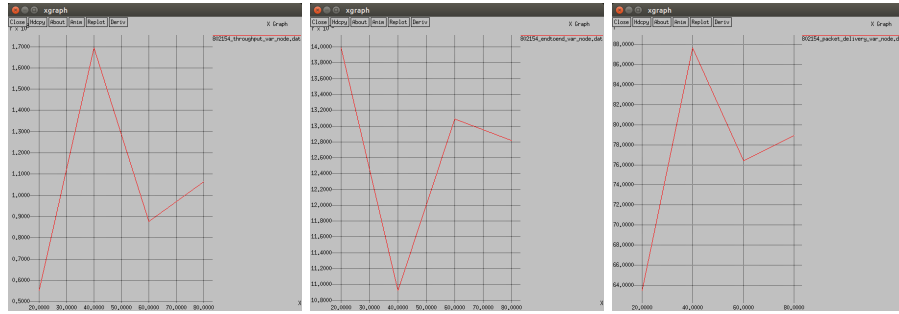 xgraph
Close Hdcpy About Anim Replot Deriv
X Graph
802154_throughput_var_node.dat
1.7000
1.6000
1.5000
1.4000
1.3000
1.2000
1.1000
1.0000
0.9000
0.8000
0.7000
0.6000
0.5000
20.0000 30.0000 40.0000 50.0000 60.0000 70.0000 80.0000
X
xgraph
Close Hdcpy About Anim Replot Deriv
X Graph
802154_endtoend_var_node.dat
14.0000
13.8000
13.6000
13.4000
13.2000
13.0000
12.8000
12.6000
12.4000
12.2000
12.0000
11.8000
11.6000
11.4000
11.2000
11.0000
10.8000
20.0000 30.0000 40.0000 50.0000 60.0000 70.0000 80.0000
X
xgraph
Close Hdcpy About Anim Replot Deriv
X Graph
802154_packet_delivery_var_node.d
88.0000
86.0000
84.0000
82.0000
80.0000
78.0000
76.0000
74.0000
72.0000
70.0000
68.0000
66.0000
64.0000
20.0000 40.0000 60.0000 80.0000